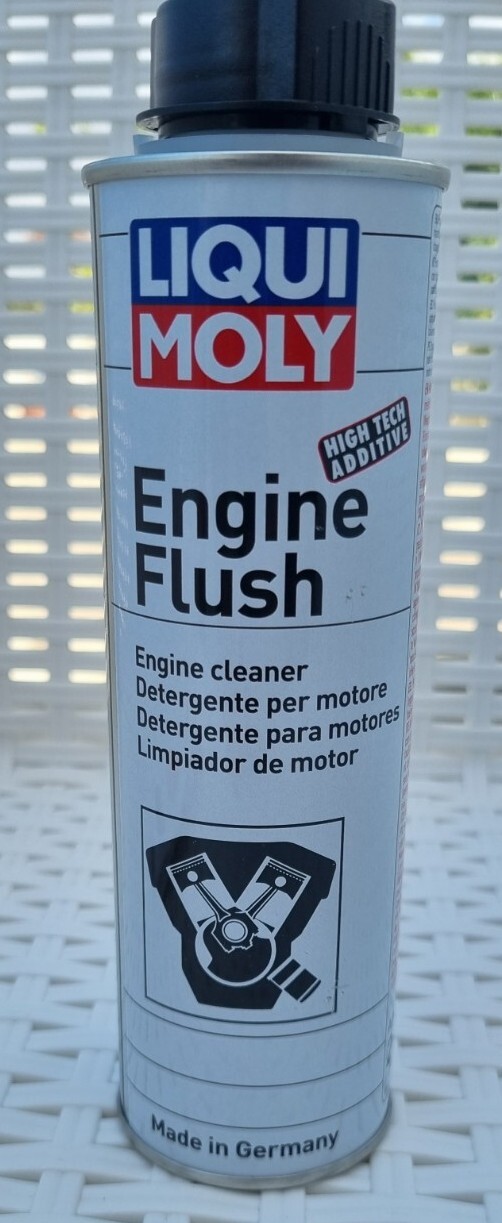 LIQUI
MOLY
HIGH TECH
ADDITIVE
Engine
Flush
Engine cleaner
Detergente per motore
Detergente para motores
Limpiador de motor
Made in Germany